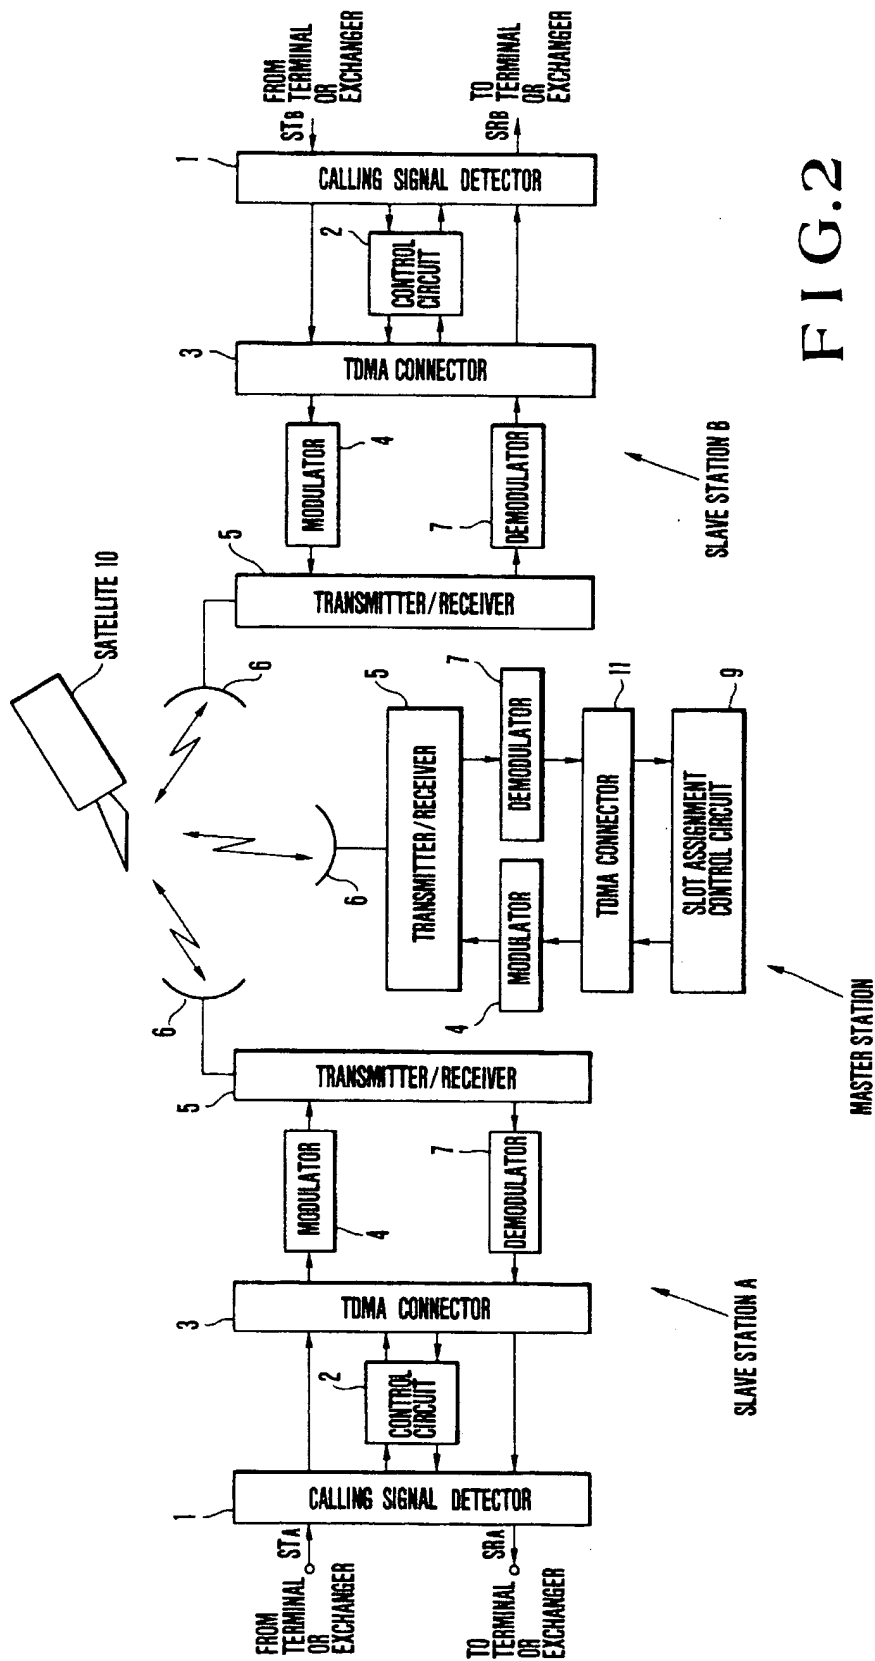 SATELLITE 10
6
6
6
FROM
TERMINAL
OR
EXCHANGER
STA
TO
TERMINAL
OR
EXCHANGER
SRA
1
CALLING SIGNAL DETECTOR
2
CONTROL
CIRCUIT
3
TDMA CONNECTOR
MODULATOR
4
7
DEMODULATOR
5
TRANSMITTER/RECEIVER
SLAVE STATION A
5
TRANSMITTER/RECEIVER
4
MODULATOR
7
DEMODULATOR
11
TDMA CONNECTOR
9
SLOT ASSIGNMENT
CONTROL CIRCUIT
MASTER STATION
5
TRANSMITTER/RECEIVER
MODULATOR
4
7
DEMODULATOR
3
TDMA CONNECTOR
2
CONTROL
CIRCUIT
1
CALLING SIGNAL DETECTOR
STB
FROM
TERMINAL
OR
EXCHANGER
SRB
TO
TERMINAL
OR
EXCHANGER
SLAVE STATION B
FIG.2